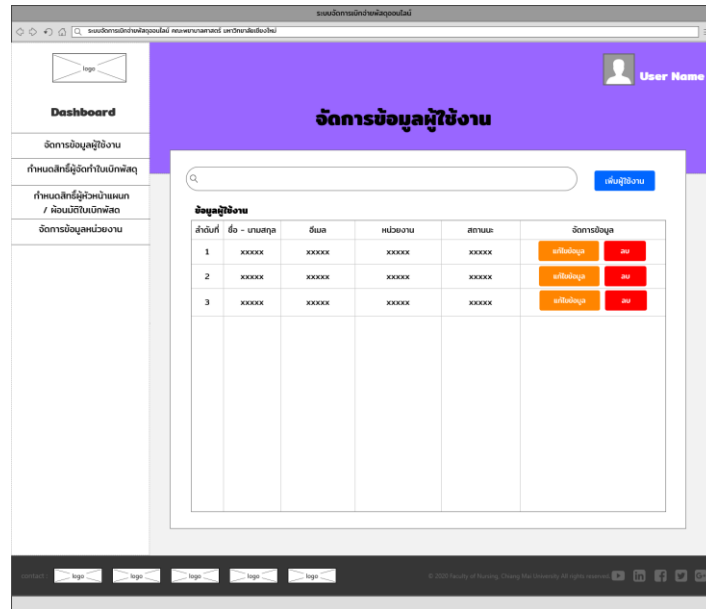 ระบบจัดการเบิกจ่ายพัสดุออนไลน์
ระบบจัดการเบิกจ่ายพัสดุออนไลน์ คณะพยาบาลศาสตร์ มหาวิทยาลัยเชียงใหม่
logo
User Name
Dashboard
จัดการข้อมูลผู้ใช้งาน
จัดการข้อมูลผู้ใช้งาน
กำหนดสิทธิ์ผู้จัดทำใบเบิกพัสดุ
กำหนดสิทธิ์ผู้หัวหน้าแผนก
/ ผู้อนมัติใบเบิกพัสด
จัดการข้อมูลหน่วยงาน
เพิ่มผู้ใช้งาน
ข้อมูลผู้ใช้งาน
ลำดับที่ ชื่อ - นามสกุล อีเมล หน่วยงาน สถานะ จัดการข้อมูล
1 xxxxx xxxxx xxxxx xxxxx แก้ไขข้อมูล ลบ
2 xxxxx xxxxx xxxxx xxxxx แก้ไขข้อมูล ลบ
3 xxxxx xxxxx xxxxx xxxxx แก้ไขข้อมูล ลบ
contact : logo logo logo logo logo © 2020 Faculty of Nursing, Chiang Mai University All rights reserved